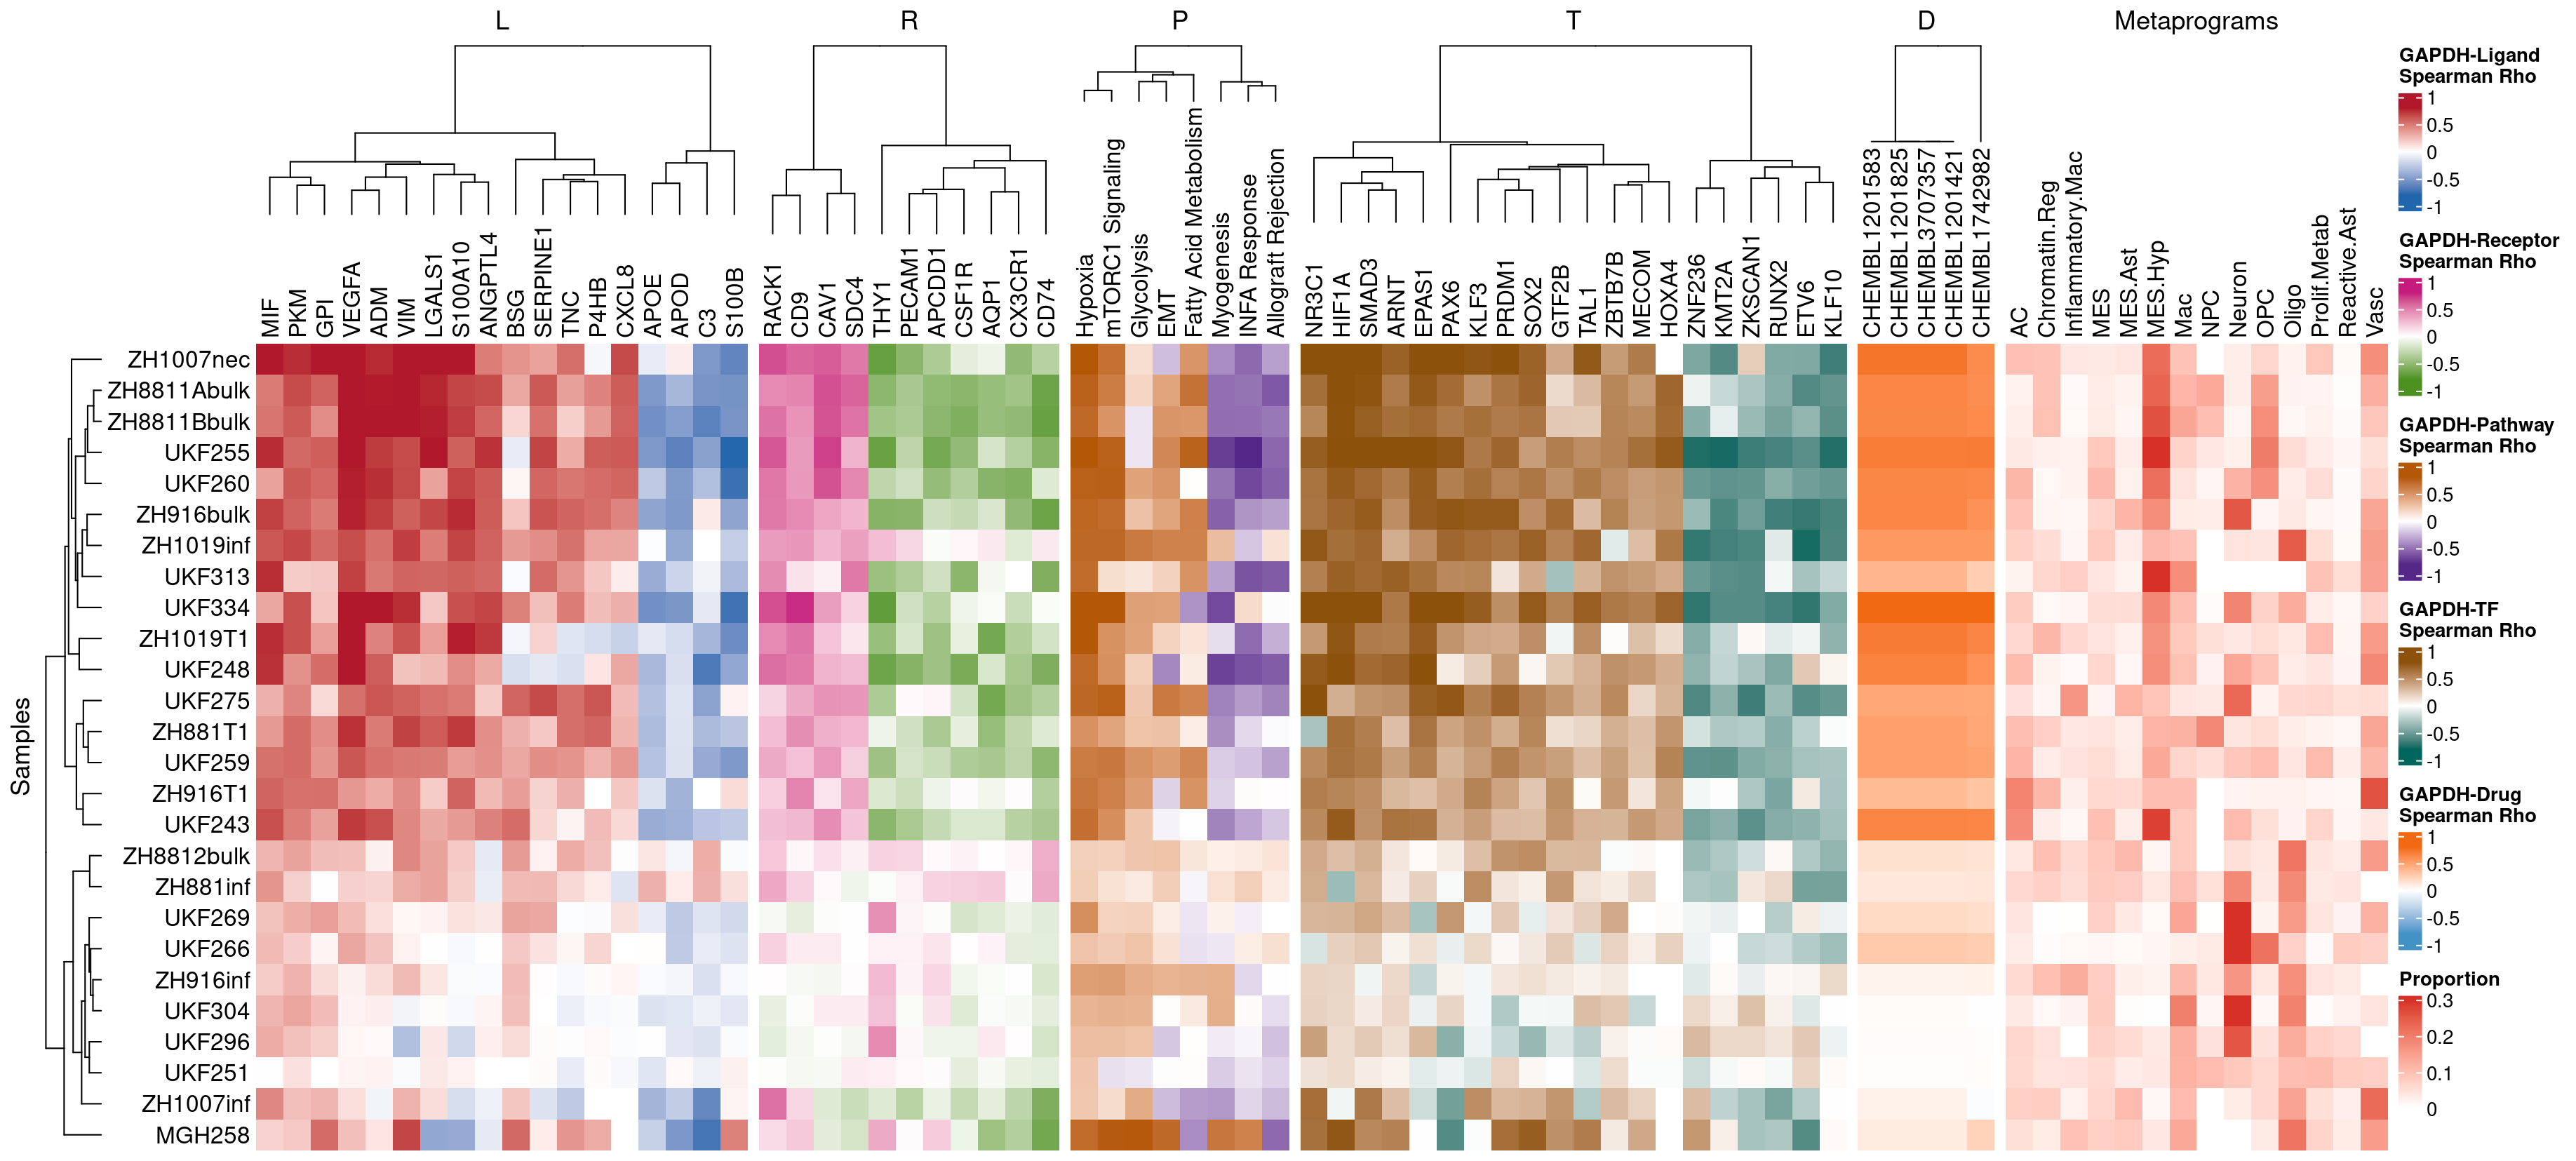 L
R
P
T
D
Metaprograms
MIF
PKM
GPI
VEGFA
ADM
VIM
LGALS1
S100A10
ANGPTL4
BSG
SERPINE1
TNC
P4HB
CXCL8
APOE
APOD
C3
S100B
RACK1
CD9
CAV1
SDC4
THY1
PECAM1
APCDD1
CSF1R
AQP1
CX3CR1
CD74
Hypoxia
mTORC1 Signaling
Glycolysis
EMT
Fatty Acid Metabolism
Myogenesis
INFA Response
Allograft Rejection
NR3C1
HIF1A
SMAD3
ARNT
EPAS1
PAX6
KLF3
PRDM1
SOX2
GTF2B
TAL1
ZBTB7B
MECOM
HOXA4
ZNF236
KMT2A
ZKSCAN1
RUNX2
ETV6
KLF10
CHEMBL1201583
CHEMBL1201825
CHEMBL3707357
CHEMBL1201421
CHEMBL1742982
AC
Chromatin.Reg
Inflammatory.Mac
MES
MES.Ast
MES.Hyp
Mac
NPC
Neuron
OPC
Oligo
Prolif.Metab
Reactive.Ast
Vasc
Samples
ZH1007nec
ZH8811Abulk
ZH8811Bbulk
UKF255
UKF260
ZH916bulk
ZH1019inf
UKF313
UKF334
ZH1019T1
UKF248
UKF275
ZH881T1
UKF259
ZH916T1
UKF243
ZH8812bulk
ZH881inf
UKF269
UKF266
ZH916inf
UKF304
UKF296
UKF251
ZH1007inf
MGH258
GAPDH-Ligand
Spearman Rho
1
0.5
0
-0.5
-1
GAPDH-Receptor
Spearman Rho
1
0.5
0
-0.5
-1
GAPDH-Pathway
Spearman Rho
1
0.5
0
-0.5
-1
GAPDH-TF
Spearman Rho
1
0.5
0
-0.5
-1
GAPDH-Drug
Spearman Rho
1
0.5
0
-0.5
-1
Proportion
0.3
0.2
0.1
0